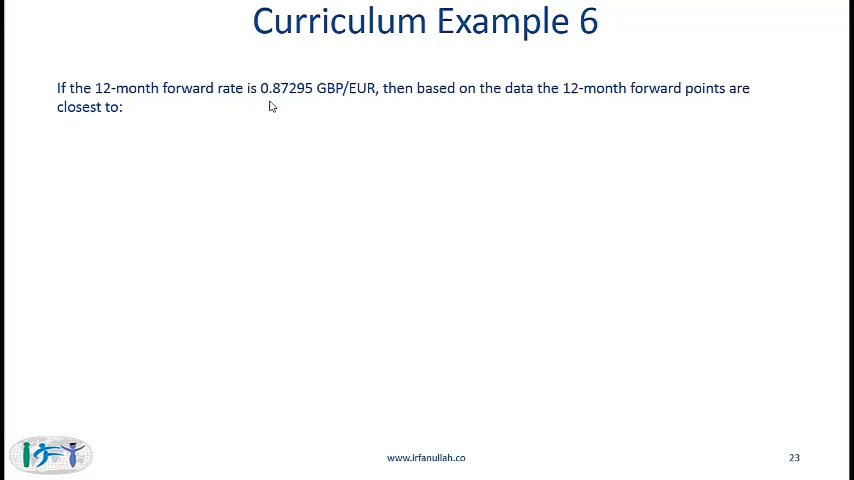 Curriculum Example 6
If the 12-month forward rate is 0.87295 GBP/EUR, then based on the data the 12-month forward points are
closest to:
www.irfanullah.co
23